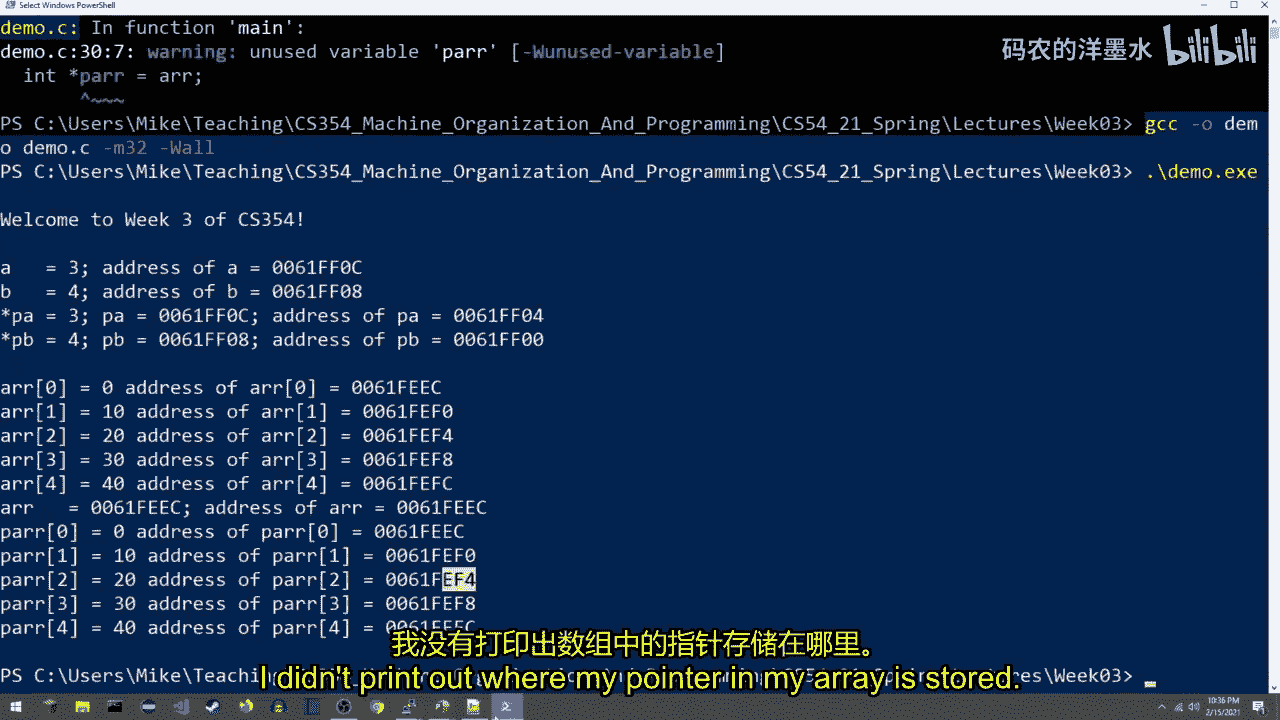 Select Windows PowerShell
demo.c: In function 'main':
demo.c:30:7: warning: unused variable 'parr' [-Wunused-variable]
int *parr = arr;
^~~~
码农的洋墨水 bilibili
PS C:\Users\Mike\Teaching\CS354_Machine_Organization_And_Programming\CS54_21_Spring\Lectures\Week03> gcc -o dem
o demo.c -m32 -Wall
PS C:\Users\Mike\Teaching\CS354_Machine_Organization_And_Programming\CS54_21_Spring\Lectures\Week03> .\demo.exe
Welcome to Week 3 of CS354!
a   = 3; address of a = 0061FF0C
b   = 4; address of b = 0061FF08
*pa = 3; pa = 0061FF0C; address of pa = 0061FF04
*pb = 4; pb = 0061FF08; address of pb = 0061FF00
arr[0] = 0 address of arr[0] = 0061FEEC
arr[1] = 10 address of arr[1] = 0061FEF0
arr[2] = 20 address of arr[2] = 0061FEF4
arr[3] = 30 address of arr[3] = 0061FEF8
arr[4] = 40 address of arr[4] = 0061FEFC
arr   = 0061FEEC; address of arr = 0061FEEC
parr[0] = 0 address of parr[0] = 0061FEEC
parr[1] = 10 address of parr[1] = 0061FEF0
parr[2] = 20 address of parr[2] = 0061FEF4
parr[3] = 30 address of parr[3] = 0061FEF8
parr[4] = 40 address of parr[4] = 0061FEFC
我没有打印出数组中的指针存储在哪里。
PS C:\Users\Mike\Teaching\CS354_Machine_Organization_And_Programming\CS54_21_Spring\Lectures\Week03>
I didn't print out where my pointer in my array is stored.
10:36 PM
2/15/2021